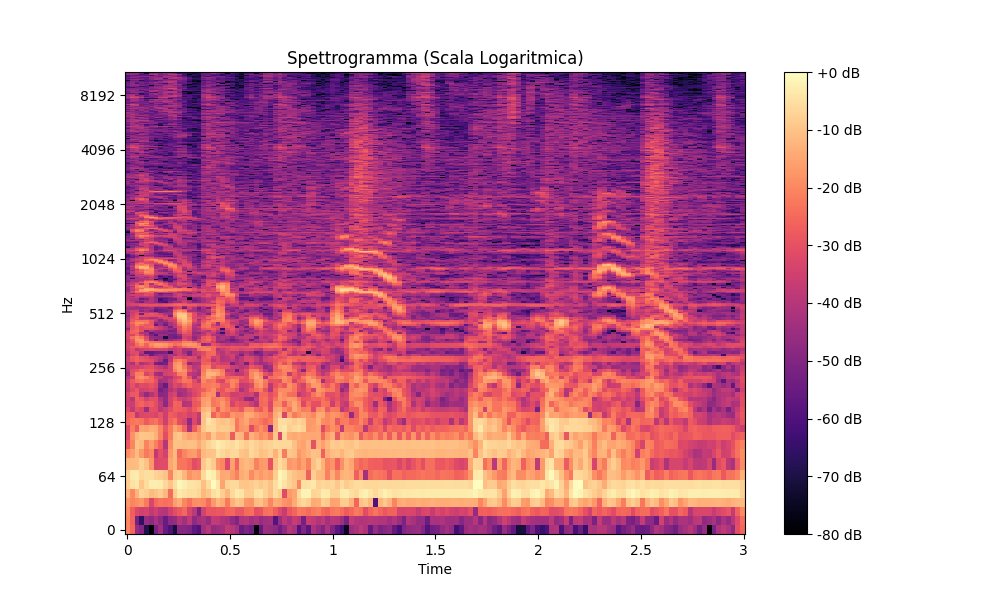 Spettrogramma (Scala Logaritmica)
8192
4096
2048
1024
512
256
128
64
0
Hz
0 0.5 1 1.5 2 2.5 3
Time
+0 dB
-10 dB
-20 dB
-30 dB
-40 dB
-50 dB
-60 dB
-70 dB
-80 dB